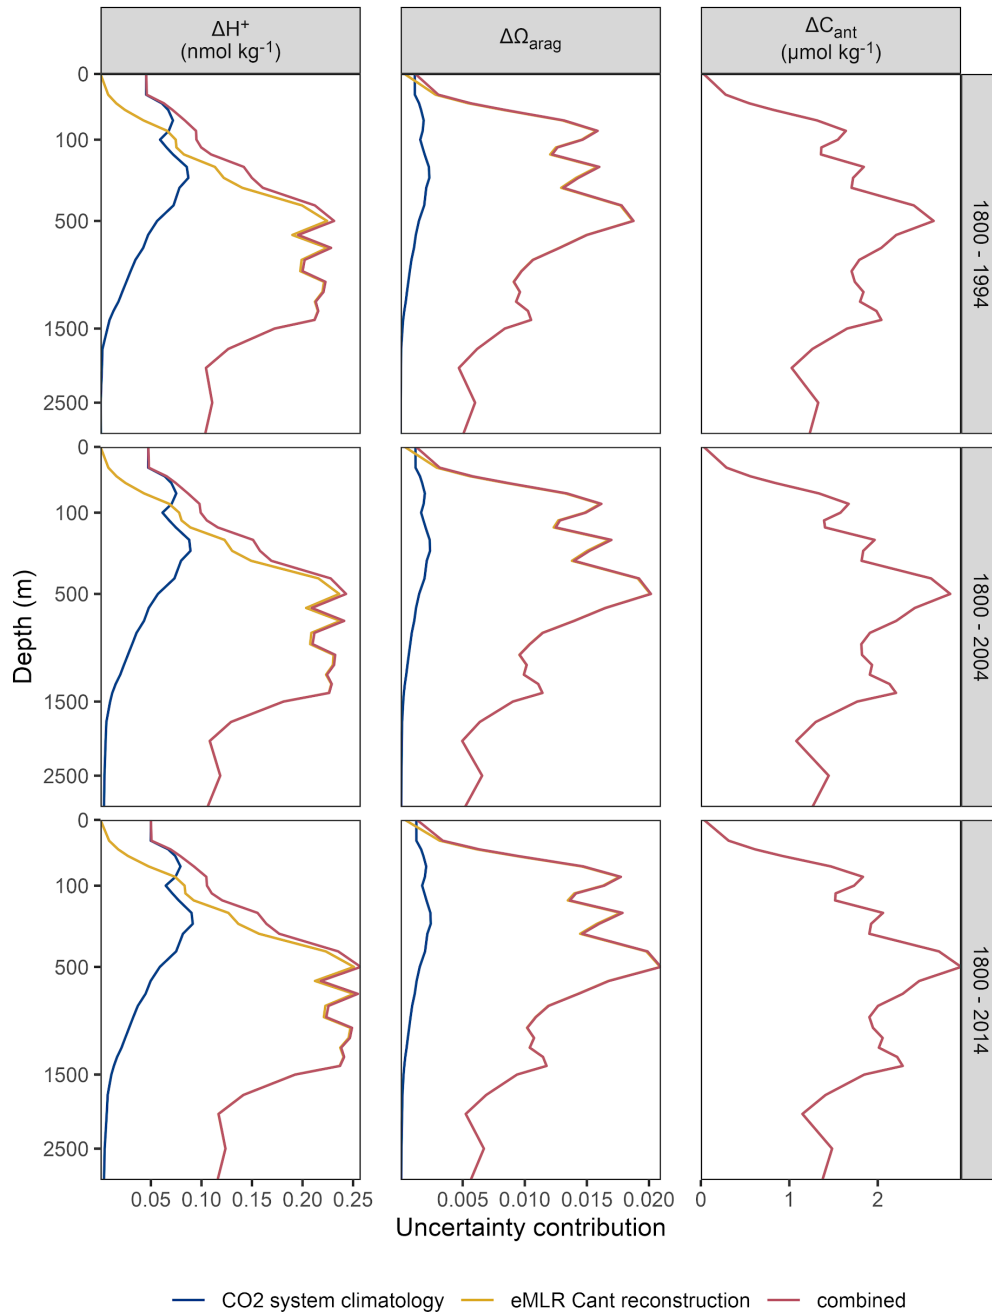 ΔH⁺
(nmol kg⁻¹)
ΔΩarag
ΔCant
(μmol kg⁻¹)
0
100
500
1500
2500
1800 - 1994
0
100
500
1500
2500
1800 - 2004
0
100
500
1500
2500
1800 - 2014
Depth (m)
0.05 0.10 0.15 0.20 0.25
0.005 0.010 0.015 0.020
0 1 2
Uncertainty contribution
CO2 system climatology eMLR Cant reconstruction combined